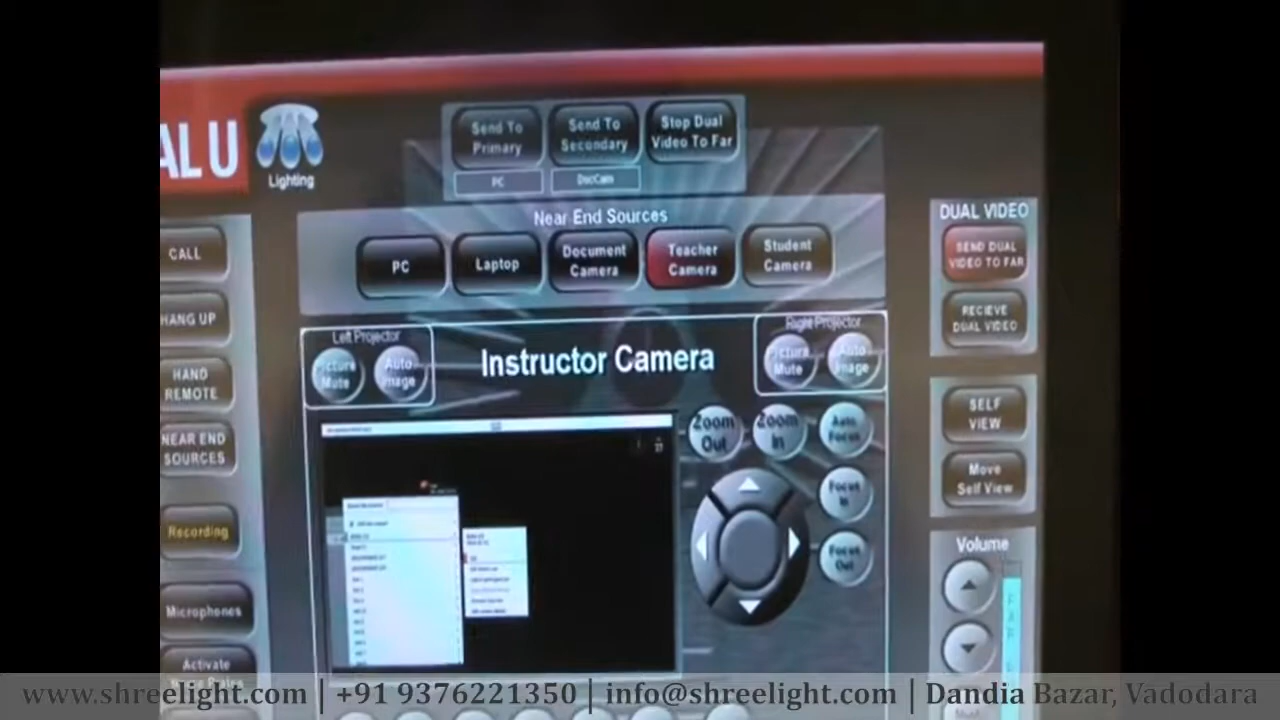 ALU
Lighting
Send To
Primary
Send To
Secondary
Stop Dual
Video To Far
PC
DocCam
Near End Sources
PC
Laptop
Document
Camera
Teacher
Camera
Student
Camera
DUAL VIDEO
SEND DUAL
VIDEO TO FAR
RECIEVE
DUAL VIDEO
CALL
HANG UP
HAND
REMOTE
NEAR END
SOURCES
Recording
Microphones
Activate
Left Projector
Picture
Mute
Auto
Image
Instructor Camera
Right Projector
Picture
Mute
Auto
Image
Zoom
Out
Zoom
In
Auto
Focus
Focus
In
Focus
Out
SELF
VIEW
Move
Self View
Volume
www.shreelight.com | +91 9376221350 | info@shreelight.com | Dandia Bazar, Vadodara